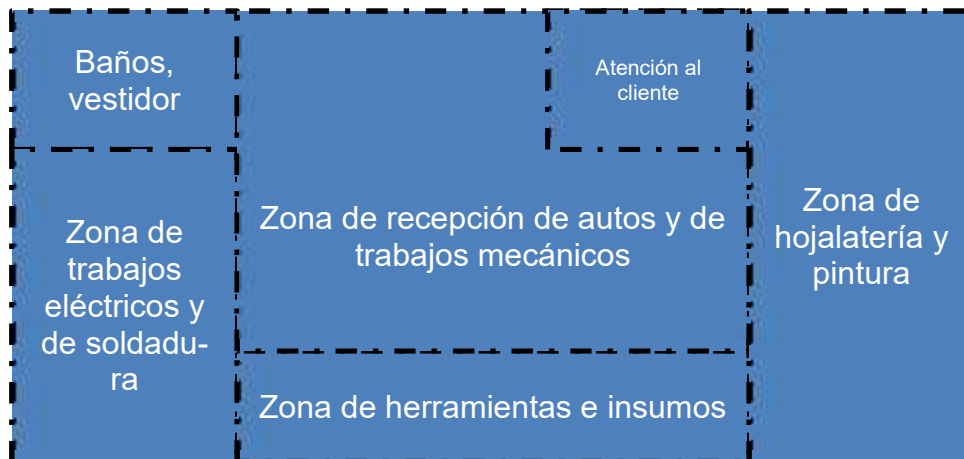 Baños,
vestidor
Atención al
cliente
Zona de recepción de autos y de
trabajos mecánicos
Zona de
hojalatería y
pintura
Zona de
trabajos
eléctricos y
de soldadu-
ra
Zona de herramientas e insumos